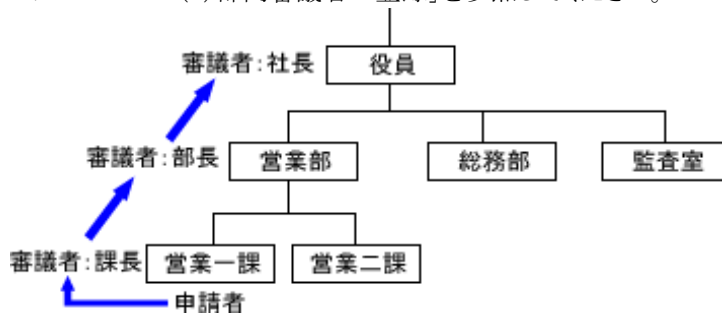 審議者:社長 役員
審議者:部長 営業部 総務部 監査室
審議者:課長 営業一課 営業二課
申請者